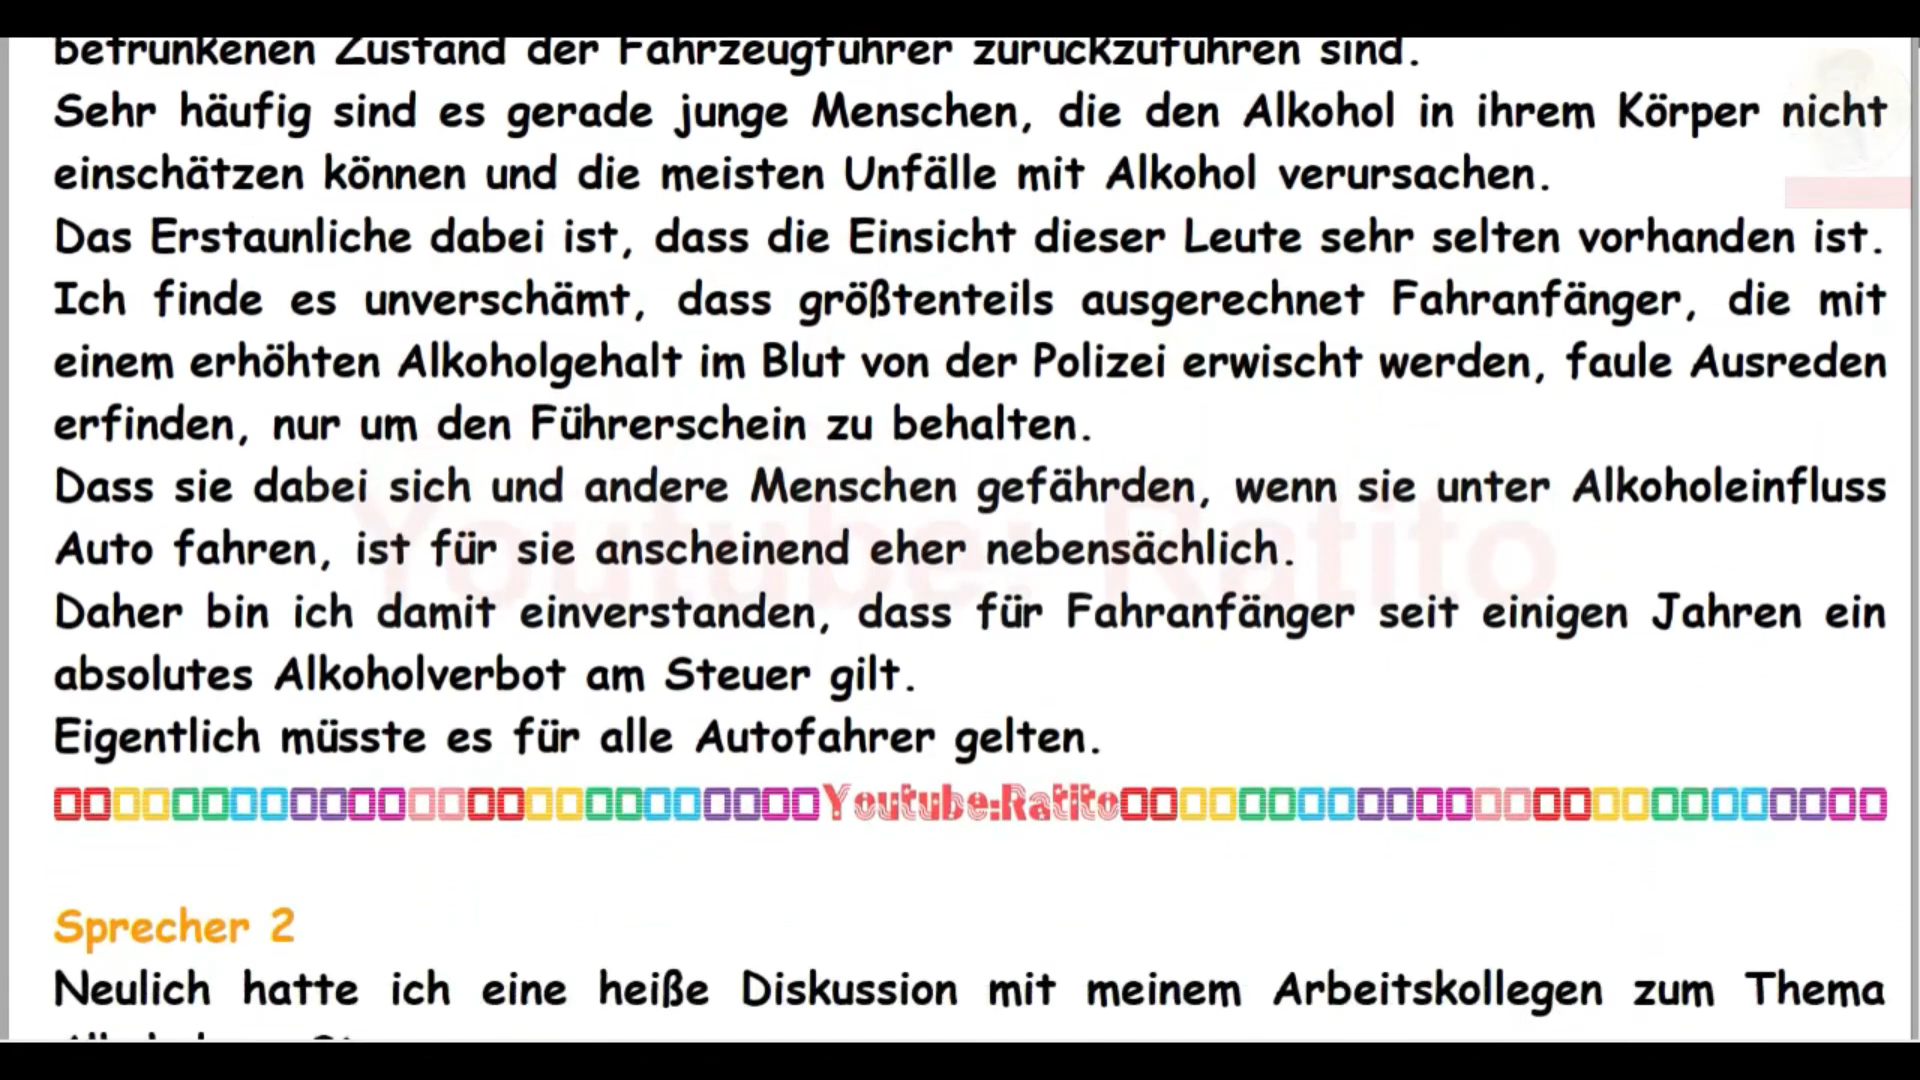 betrunkenen Zustand der Fahrzeugführer zurückzuführen sind.
Sehr häufig sind es gerade junge Menschen, die den Alkohol in ihrem Körper nicht
einschätzen können und die meisten Unfälle mit Alkohol verursachen.
Das Erstaunliche dabei ist, dass die Einsicht dieser Leute sehr selten vorhanden ist.
Ich finde es unverschämt, dass größtenteils ausgerechnet Fahranfänger, die mit
einem erhöhten Alkoholgehalt im Blut von der Polizei erwischt werden, faule Ausreden
erfinden, nur um den Führerschein zu behalten.
Dass sie dabei sich und andere Menschen gefährden, wenn sie unter Alkoholeinfluss
Auto fahren, ist für sie anscheinend eher nebensächlich.
Youtube: Ratito
Daher bin ich damit einverstanden, dass für Fahranfänger seit einigen Jahren ein
absolutes Alkoholverbot am Steuer gilt.
Eigentlich müsste es für alle Autofahrer gelten.
Youtube:Ratito
Sprecher 2
Neulich hatte ich eine heiße Diskussion mit meinem Arbeitskollegen zum Thema